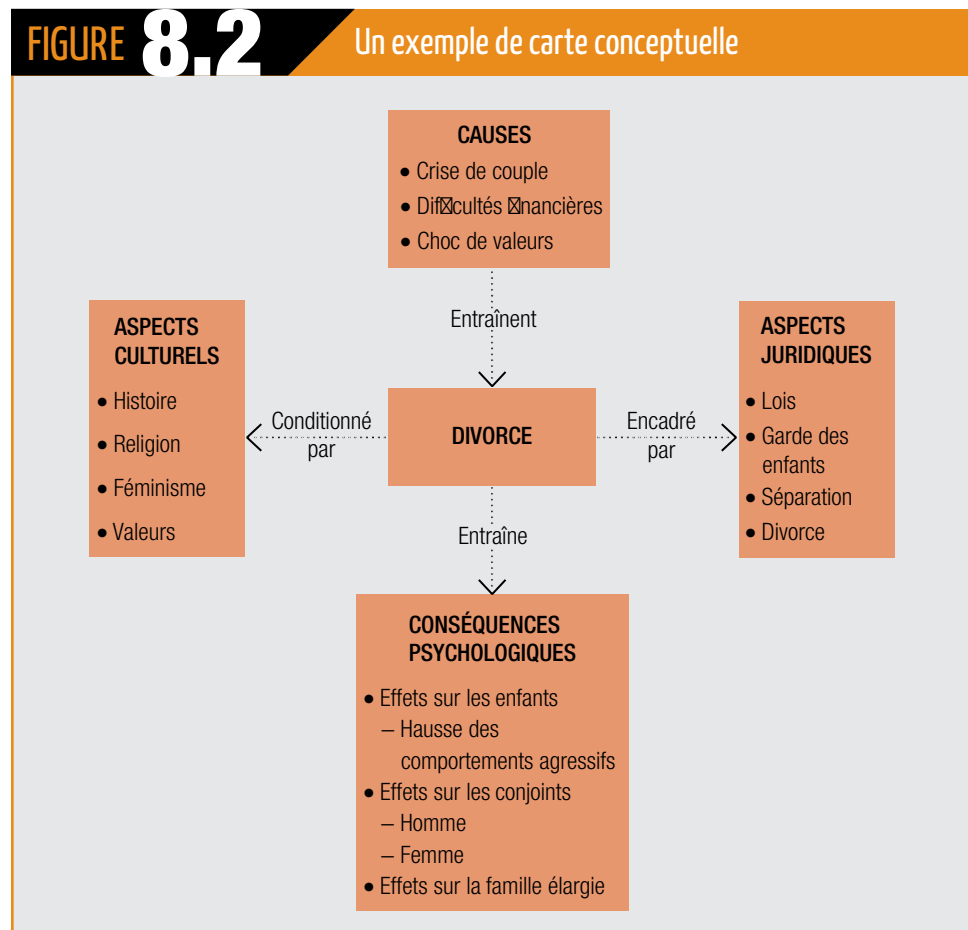 FIGURE 8.2
Un exemple de carte conceptuelle
CAUSES
• Crise de couple
• Dif☒cultés ☒nancières
• Choc de valeurs
Entraînent
ASPECTS
CULTURELS
• Histoire
• Religion
• Féminisme
• Valeurs
Conditionné
par
DIVORCE
Encadré
par
ASPECTS
JURIDIQUES
• Lois
• Garde des
enfants
• Séparation
• Divorce
Entraîne
CONSÉQUENCES
PSYCHOLOGIQUES
• Effets sur les enfants
– Hausse des
comportements agressifs
• Effets sur les conjoints
– Homme
– Femme
• Effets sur la famille élargie